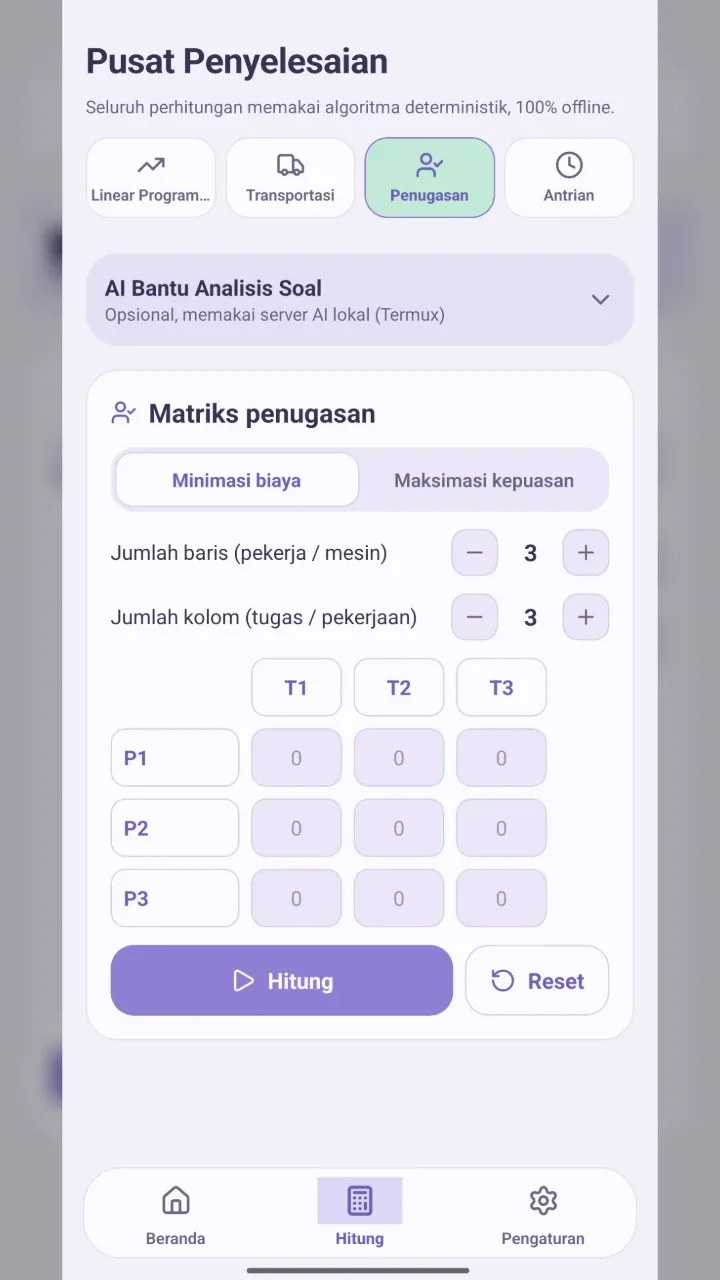 Pusat Penyelesaian
Seluruh perhitungan memakai algoritma deterministik, 100% offline.
Linear Program...
Transportasi
Penugasan
Antrian
AI Bantu Analisis Soal
Opsional, memakai server AI lokal (Termux)
Matriks penugasan
Minimasi biaya
Maksimasi kepuasan
Jumlah baris (pekerja / mesin)
− 3 +
Jumlah kolom (tugas / pekerjaan)
− 3 +
T1 T2 T3
P1 0 0 0
P2 0 0 0
P3 0 0 0
Hitung
Reset
Beranda
Hitung
Pengaturan